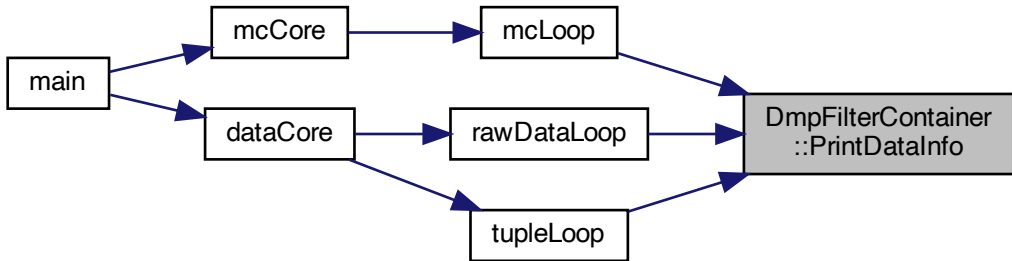 mcCore
mcLoop
main
DmpFilterContainer
::PrintDataInfo
dataCore
rawDataLoop
tupleLoop